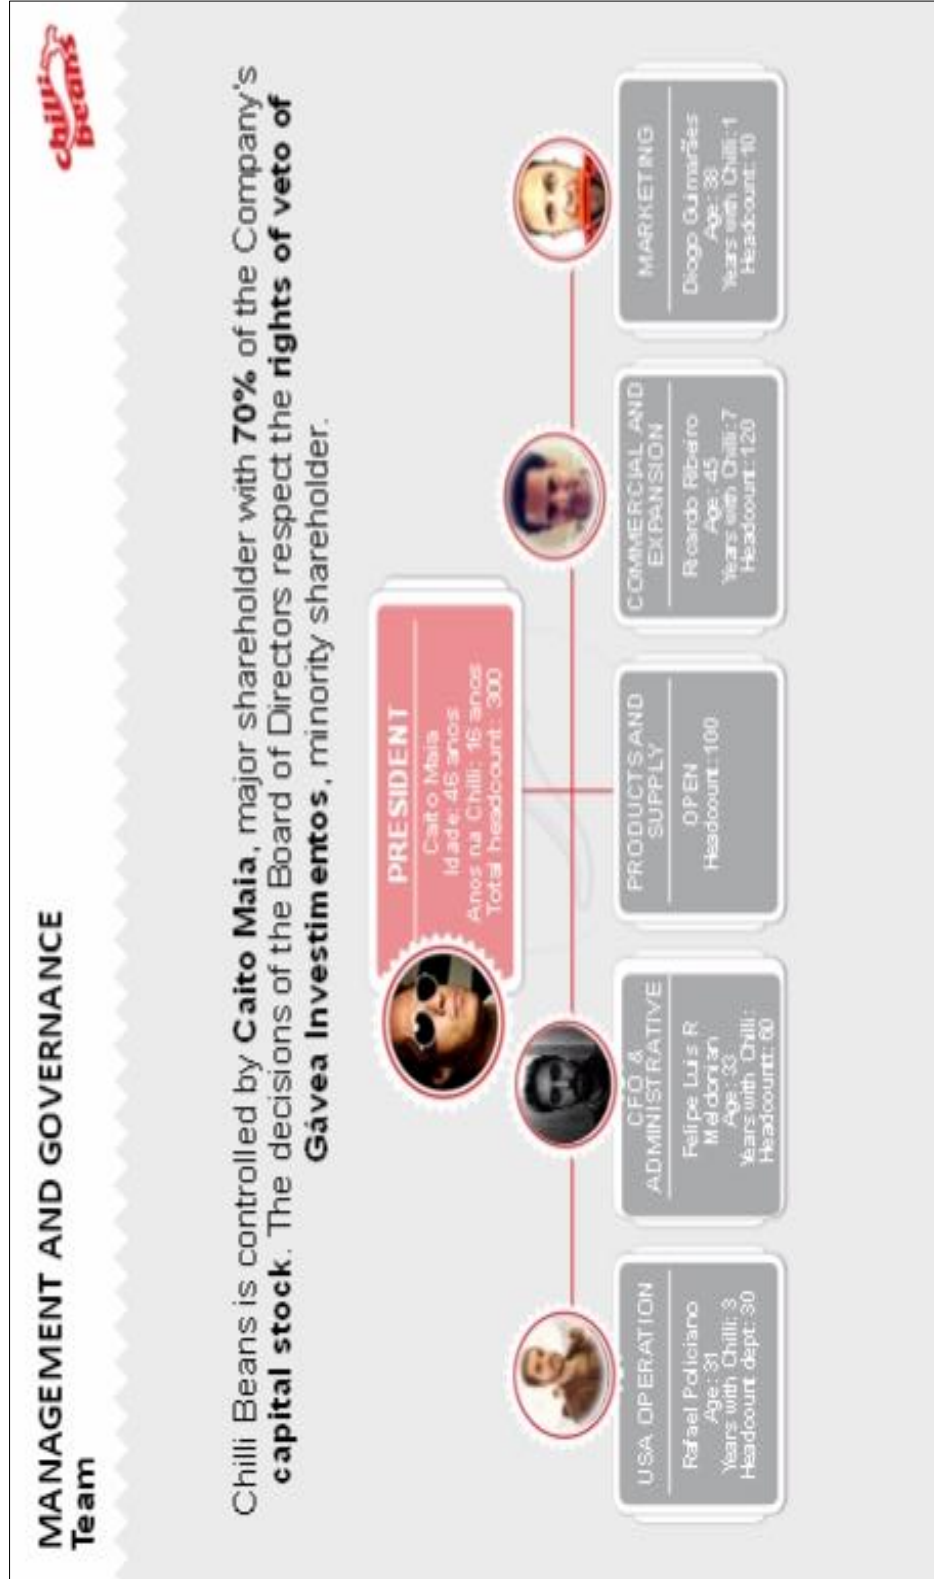 MANAGEMENT AND GOVERNANCE
Team
chilli
beans
Chilli Beans is controlled by Caito Maia, major shareholder with 70% of the Company's
capital stock. The decisions of the Board of Directors respect the rights of veto of
Gávea Investimentos, minority shareholder.
PRESIDENT
Caito Maia
Idade: 46 anos
Anos na Chilli: 16 anos
Total headcount: 300
USA OPERATION
Rafael Policiano
Age: 31
Years with Chilli: 3
Headcount dept: 30
CFO &
ADMINISTRATIVE
Felipe Luis R
Meldonian
Age: 33
Years with Chilli:
Headcount: 60
PRODUCTS AND
SUPPLY
OPEN
Headcount: 100
COMMERCIAL AND
EXPANSION
Ricardo Ribeiro
Age: 45
Years with Chilli: 7
Headcount: 120
MARKETING
Diogo Guimarães
Age: 38
Years with Chilli: 1
Headcount: 10